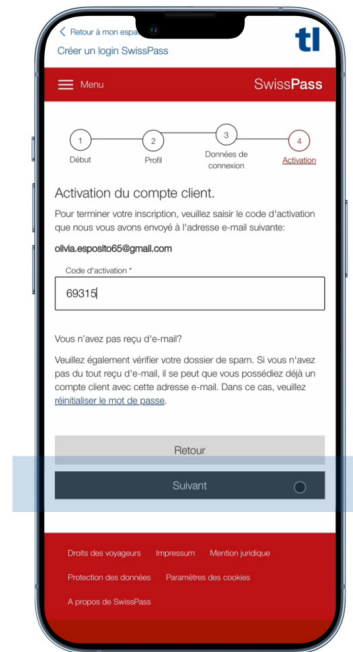 Retour à mon espa
Créer un login SwissPass
tl
Menu
SwissPass
1
2
3
4
Début
Profil
Données de
connexion
Activation
Activation du compte client.
Pour terminer votre inscription, veuillez saisir le code d'activation
que nous vous avons envoyé à l'adresse e-mail suivante:
olivia.esposito65@gmail.com
Code d'activation *
69315
Vous n'avez pas reçu d'e-mail?
Veuillez également vérifier votre dossier de spam. Si vous n'avez
pas du tout reçu d'e-mail, il se peut que vous possédiez déjà un
compte client avec cette adresse e-mail. Dans ce cas, veuillez
réinitialiser le mot de passe.
Retour
Suivant
Droits des voyageurs Impressum Mention juridique
Protection des données Paramètres des cookies
A propos de SwissPass